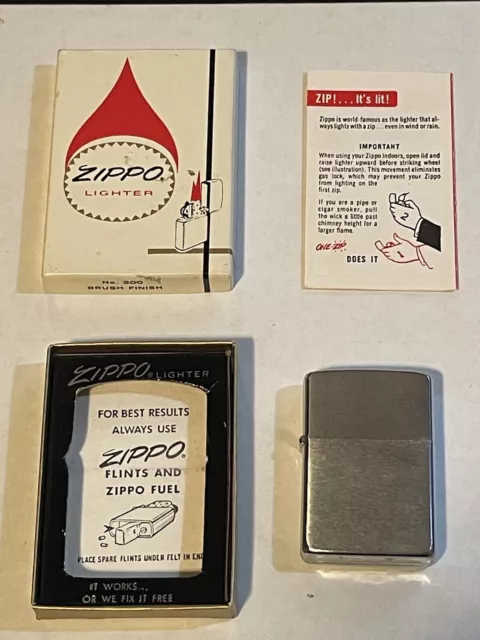 ZIPPO
LIGHTER
No. 200
BRUSH FINISH
ZIP!...It's lit!
Zippo is world-famous as the lighter that al-
ways lights with a zip...even in wind or rain.
IMPORTANT
When using your Zippo indoors, open lid and
raise lighter upward before striking wheel
(see illustration). This movement eliminates
gas lock, which may prevent your Zippo
from lighting on the
first zip.
If you are a pipe or
cigar smoker, pull
the wick a little past
chimney height for a
larger flame.
2
1
ONE-ZIP
DOES IT
ZIPPO® LIGHTER
FOR BEST RESULTS
ALWAYS USE
ZIPPO®
FLINTS AND
ZIPPO FUEL
PLACE SPARE FLINTS UNDER FELT IN EN
IT WORKS...
OR WE FIX IT FREE